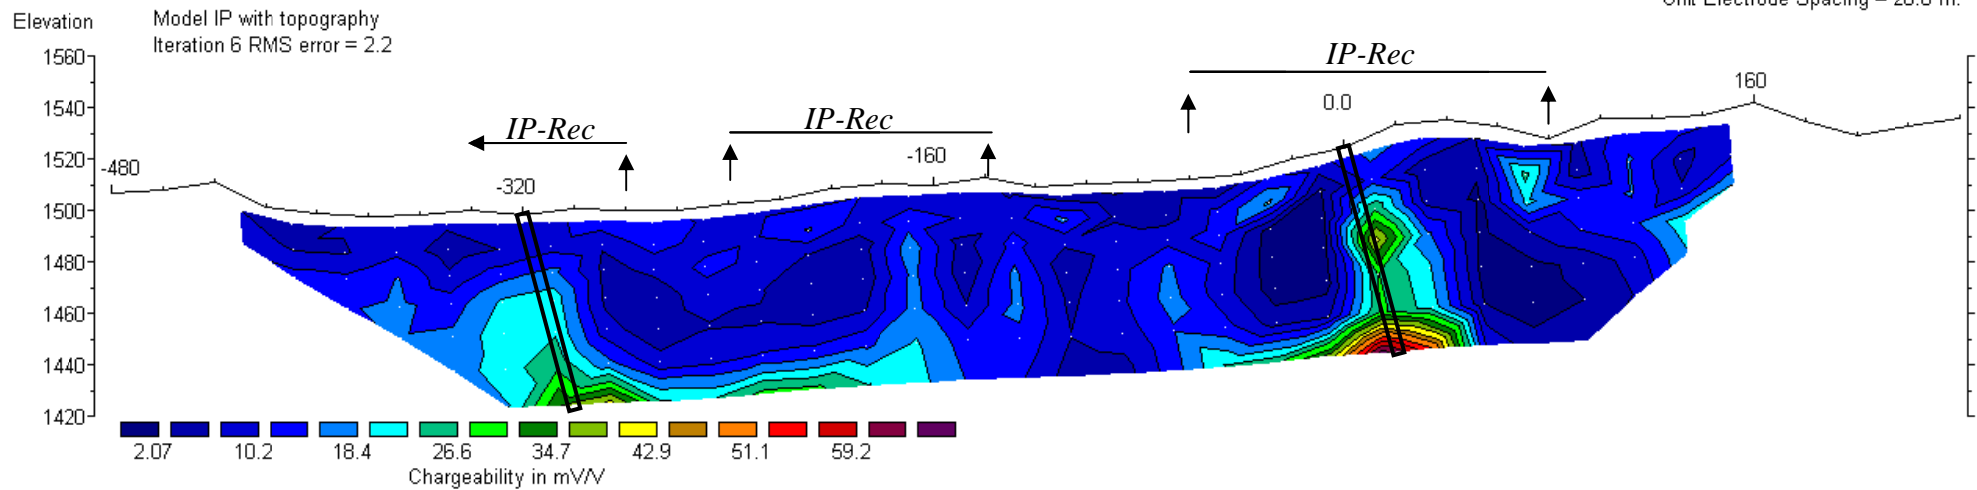 Elevation
Model IP with topography
Iteration 6 RMS error = 2.2
1560
1540
1520
1500
1480
1460
1440
1420
IP-Rec
IP-Rec
IP-Rec
-480
-320
-160
0.0
160
2.07 10.2 18.4 26.6 34.7 42.9 51.1 59.2
Chargeability in mV/V